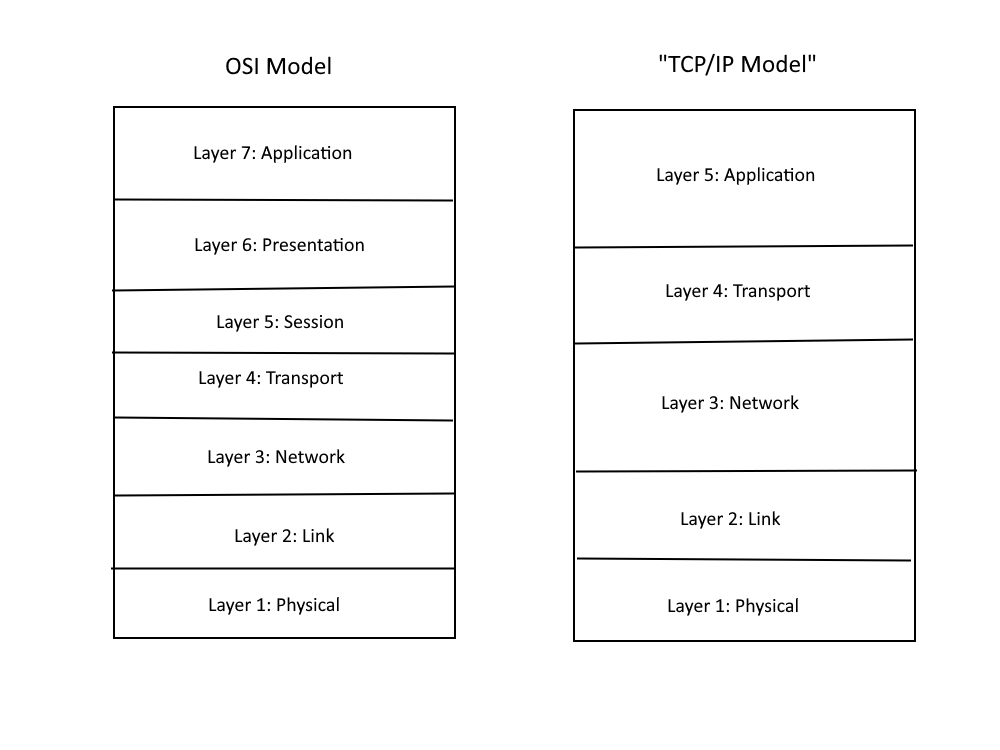 OSI Model
Layer 7: Application
Layer 6: Presentation
Layer 5: Session
Layer 4: Transport
Layer 3: Network
Layer 2: Link
Layer 1: Physical
"TCP/IP Model"
Layer 5: Application
Layer 4: Transport
Layer 3: Network
Layer 2: Link
Layer 1: Physical